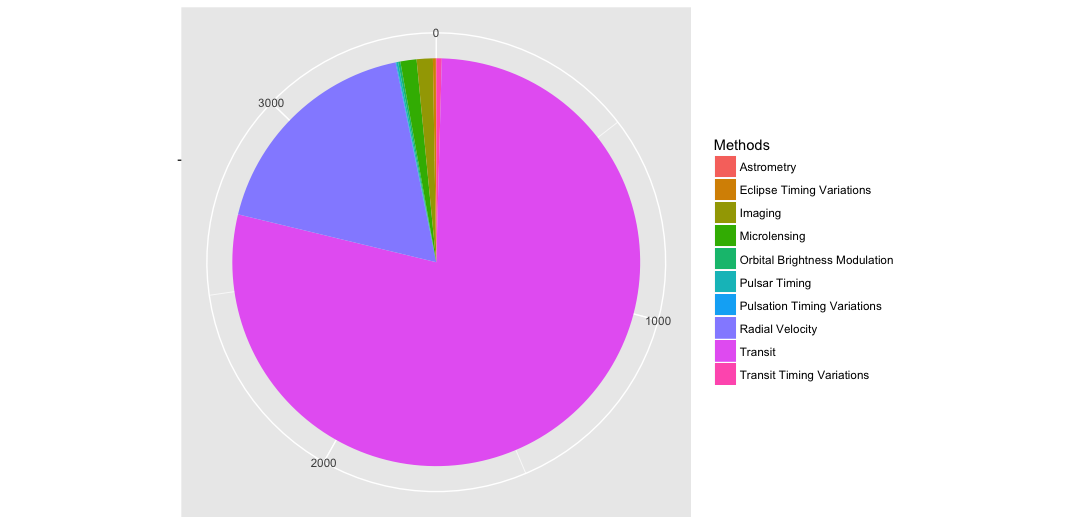 0
3000
1000
2000
-
Methods
Astrometry
Eclipse Timing Variations
Imaging
Microlensing
Orbital Brightness Modulation
Pulsar Timing
Pulsation Timing Variations
Radial Velocity
Transit
Transit Timing Variations